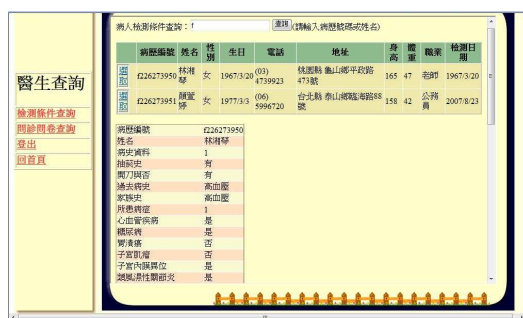 病人檢測條件查詢：f 查詢 (請輸入病歷號碼或姓名)
醫生查詢
檢測條件查詢
問診問卷查詢
登出
回首頁
病歷編號 姓名 性別 生日 電話 地址 身高 體重 職業 檢測日期
選取 f226273950 林湘琴 女 1967/3/20 (03)4739923 桃園縣 龜山鄉平政路473號 165 47 老師 1967/3/20
選取 f226273951 顏萱婷 女 1977/3/3 (06)5996720 台北縣 泰山鄉臨海路88號 158 42 公務員 2007/8/23
病歷編號 f226273950
姓名 林湘琴
病史資料 1
抽菸史 有
開刀與否 有
過去病史 高血壓
家族史 高血壓
所患病症 1
心血管疾病 是
糖尿病 是
胃潰瘍 否
子宮肌瘤 否
子宮內膜異位 是
類風濕性關節炎 是